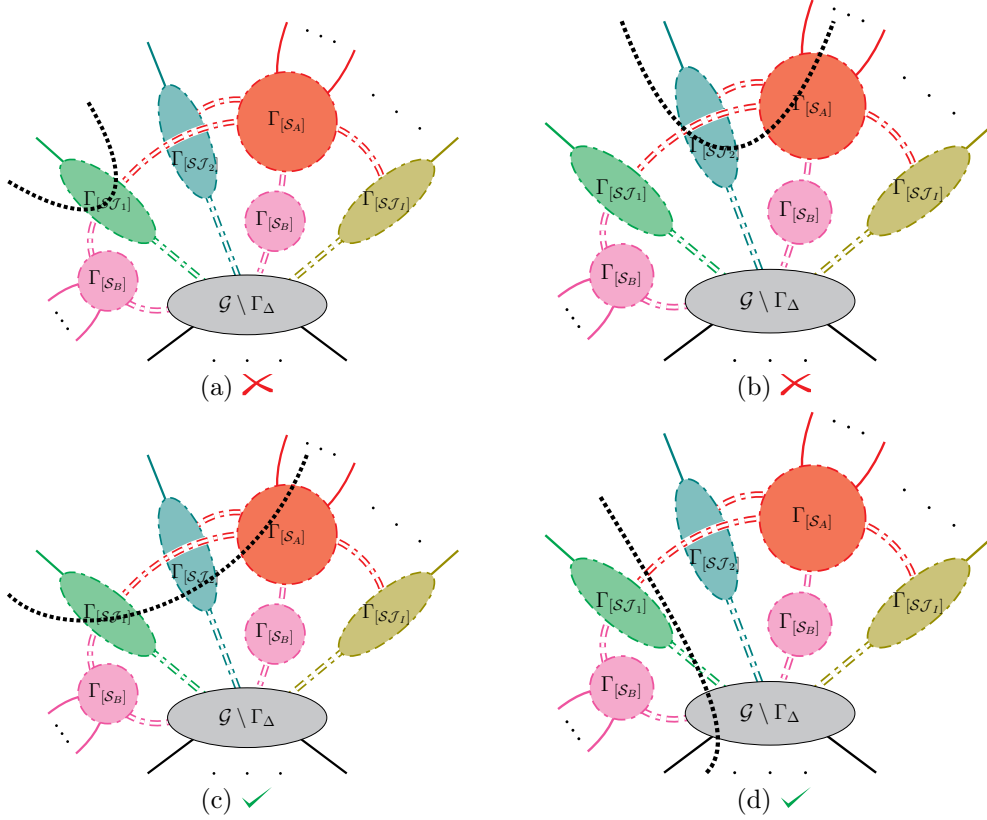 Γ[S_A]
Γ[SJ_2]
Γ[SJ_1]
Γ[SJ_I]
Γ[S_B]
Γ[S_B]
G \ Γ_Δ
(a) ✗
Γ[S_A]
Γ[SJ_2]
Γ[SJ_1]
Γ[SJ_I]
Γ[S_B]
Γ[S_B]
G \ Γ_Δ
(b) ✗
Γ[S_A]
Γ[SJ_2]
Γ[SJ_1]
Γ[SJ_I]
Γ[S_B]
Γ[S_B]
G \ Γ_Δ
(c) ✓
Γ[S_A]
Γ[SJ_2]
Γ[SJ_1]
Γ[SJ_I]
Γ[S_B]
Γ[S_B]
G \ Γ_Δ
(d) ✓